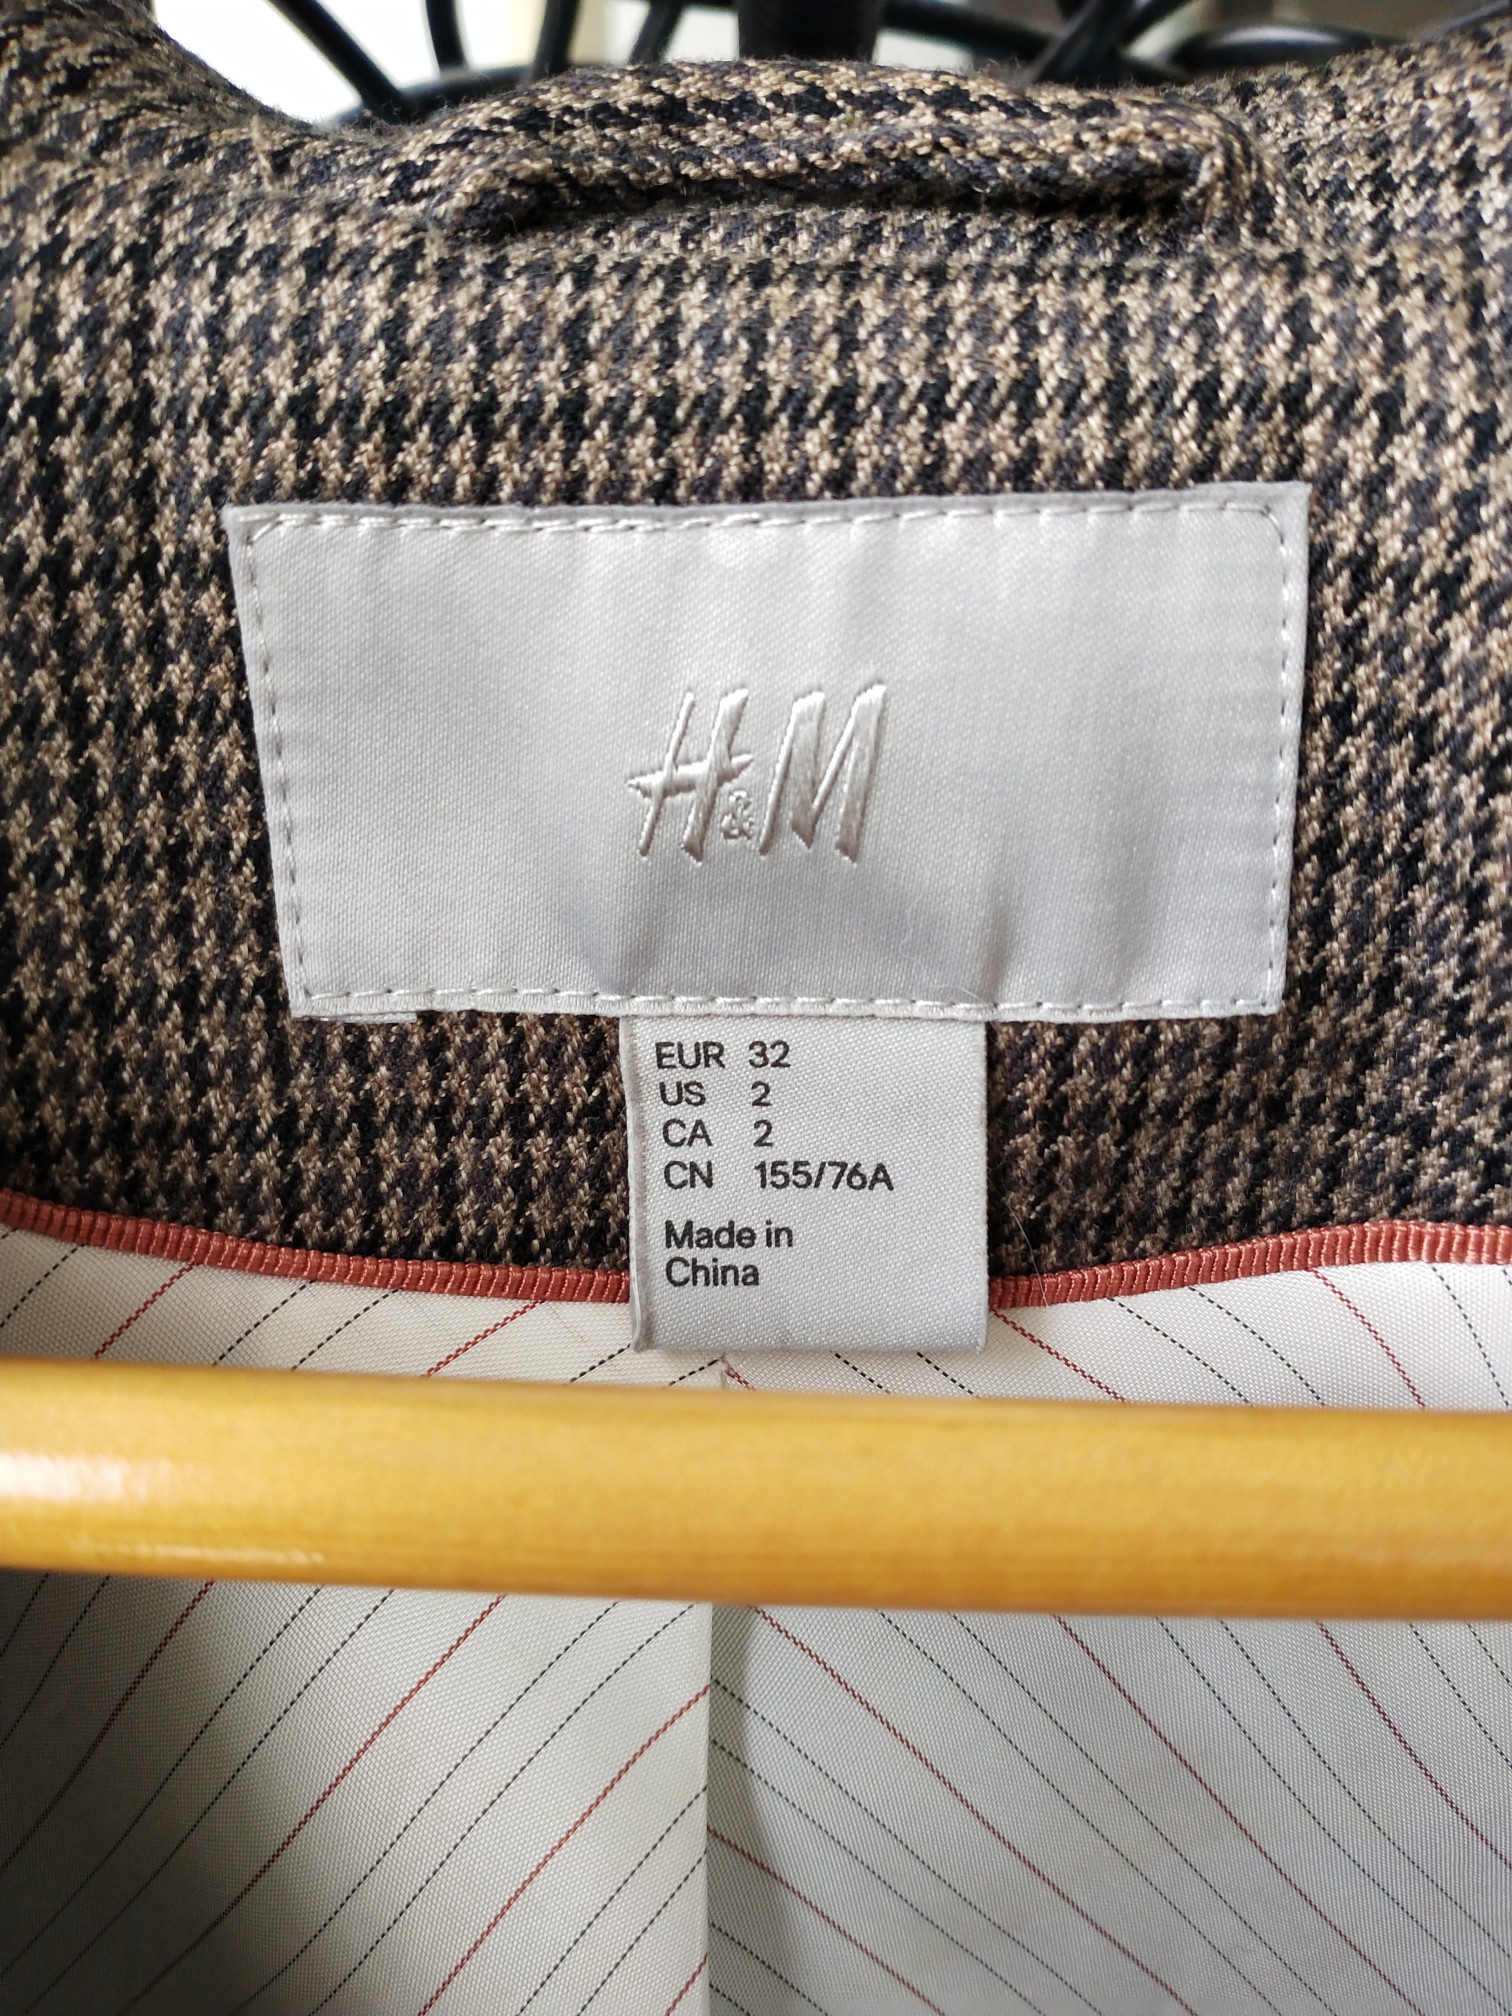 H&M
EUR 32
US 2
CA 2
CN 155/76A
Made in
China